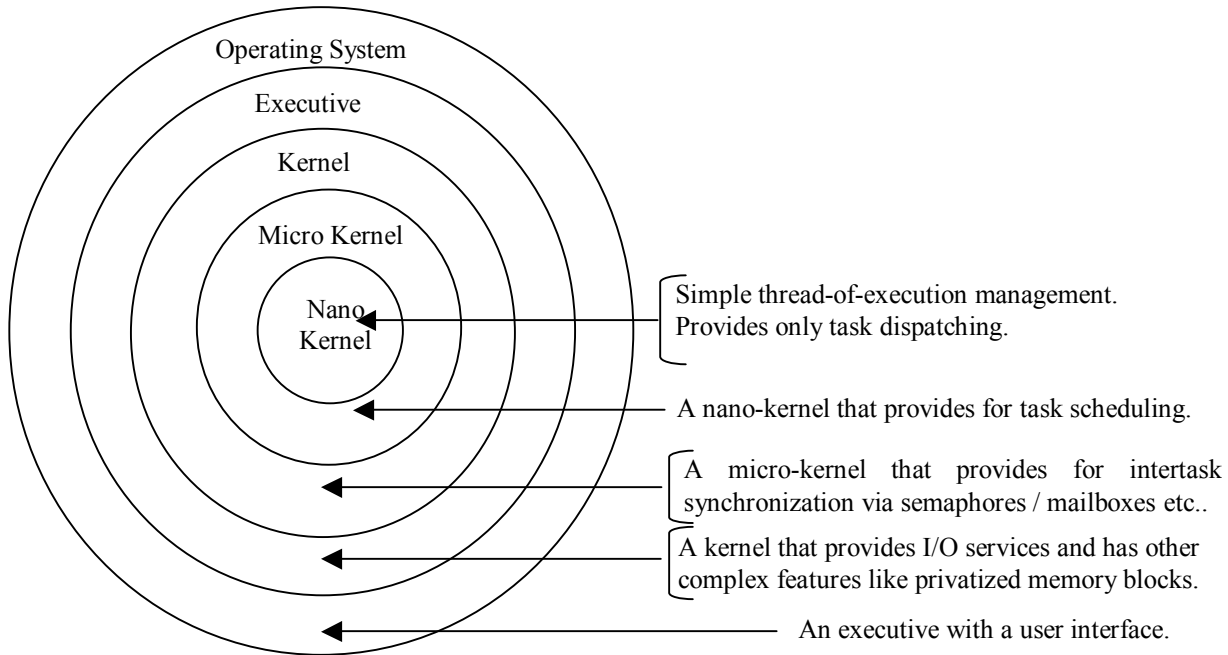 Operating System
Executive
Kernel
Micro Kernel
Nano
Kernel
Simple thread-of-execution management.
Provides only task dispatching.
A nano-kernel that provides for task scheduling.
A micro-kernel that provides for intertask
synchronization via semaphores / mailboxes etc..
A kernel that provides I/O services and has other
complex features like privatized memory blocks.
An executive with a user interface.